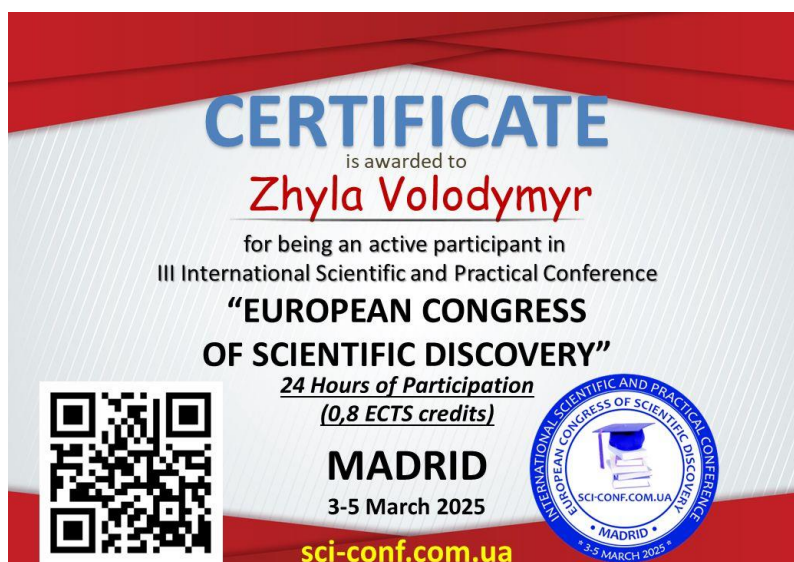 CERTIFICATE
is awarded to
Zhyla Volodymyr
for being an active participant in
III International Scientific and Practical Conference
“EUROPEAN CONGRESS
OF SCIENTIFIC DISCOVERY”
24 Hours of Participation
(0,8 ECTS credits)
MADRID
3-5 March 2025
sci-conf.com.ua
INTERNATIONAL SCIENTIFIC AND PRACTICAL CONFERENCE
EUROPEAN CONGRESS OF SCIENTIFIC DISCOVERY
SCI-CONF.COM.UA
• MADRID •
* 3-5 MARCH 2025 *